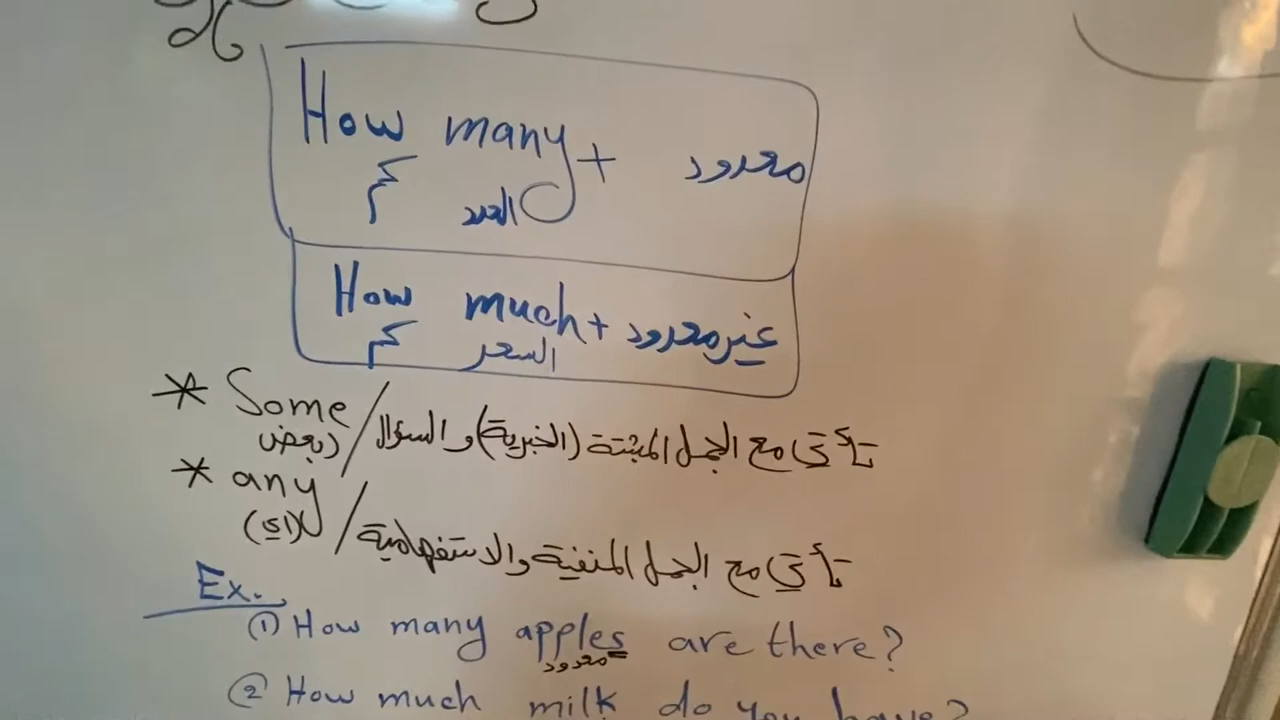 How many + معدود
كم العدد
How much + غير معدود
كم السعر
* Some / تأتي مع الجمل المثبتة (الخبرية) والسؤال
(بعض
* any / تأتي مع الجمل المنفية والاستفهامية
(اي)
Ex.
① How many apples are there?
معدود
② How much milk do you have?